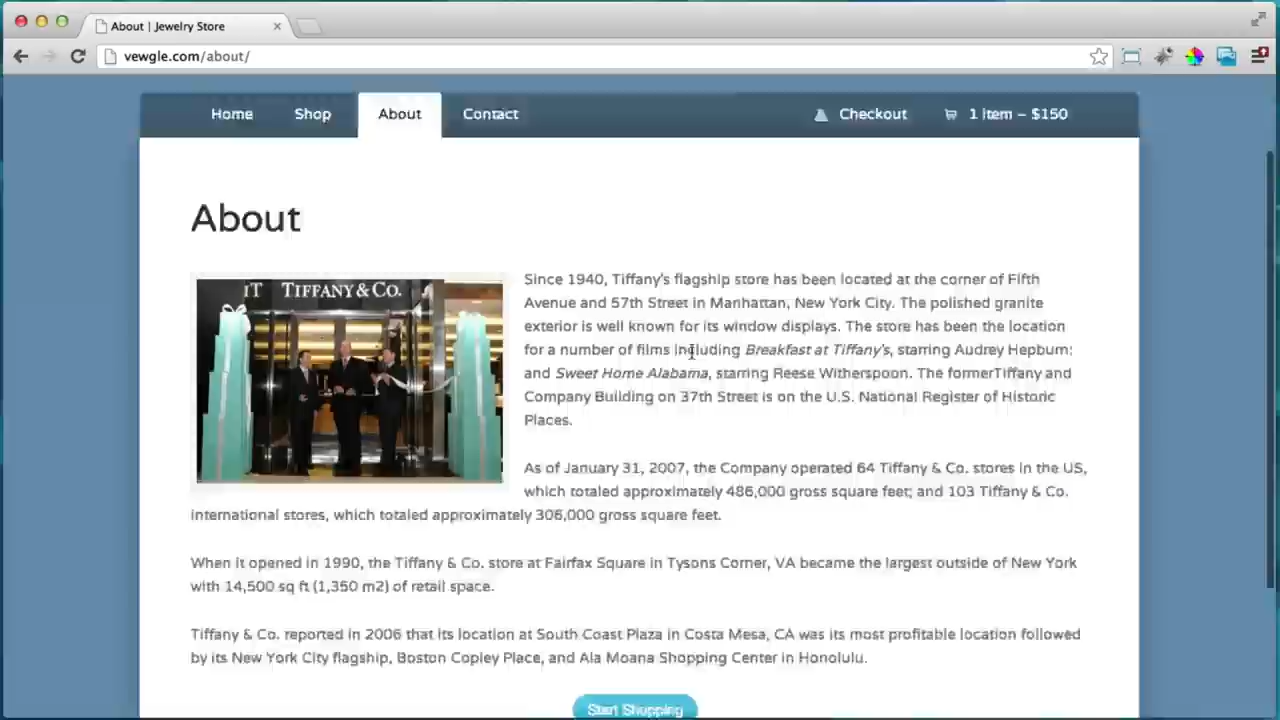 About | Jewelry Store
vewgle.com/about/
Home Shop About Contact Checkout 1 item – $150
About
IT TIFFANY & CO.
Since 1940, Tiffany's flagship store has been located at the corner of Fifth
Avenue and 57th Street in Manhattan, New York City. The polished granite
exterior is well known for its window displays. The store has been the location
for a number of films including Breakfast at Tiffany's, starring Audrey Hepburn;
and Sweet Home Alabama, starring Reese Witherspoon. The formerTiffany and
Company Building on 37th Street is on the U.S. National Register of Historic
Places.
As of January 31, 2007, the Company operated 64 Tiffany & Co. stores in the US,
which totaled approximately 486,000 gross square feet; and 103 Tiffany & Co.
international stores, which totaled approximately 306,000 gross square feet.
When it opened in 1990, the Tiffany & Co. store at Fairfax Square in Tysons Corner, VA became the largest outside of New York
with 14,500 sq ft (1,350 m2) of retail space.
Tiffany & Co. reported in 2006 that its location at South Coast Plaza in Costa Mesa, CA was its most profitable location followed
by its New York City flagship, Boston Copley Place, and Ala Moana Shopping Center in Honolulu.
Start Shopping